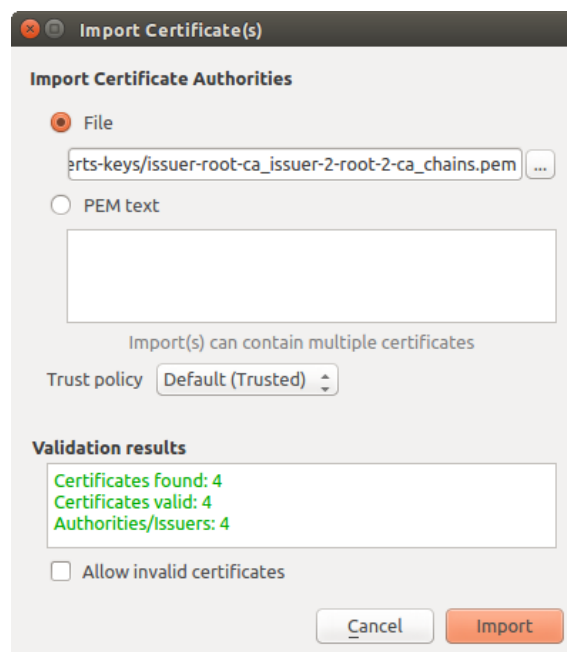 Import Certificate(s)
Import Certificate Authorities
File
erts-keys/issuer-root-ca_issuer-2-root-2-ca_chains.pem
...
PEM text
Import(s) can contain multiple certificates
Trust policy Default (Trusted)
Validation results
Certificates found: 4
Certificates valid: 4
Authorities/Issuers: 4
Allow invalid certificates
Cancel Import